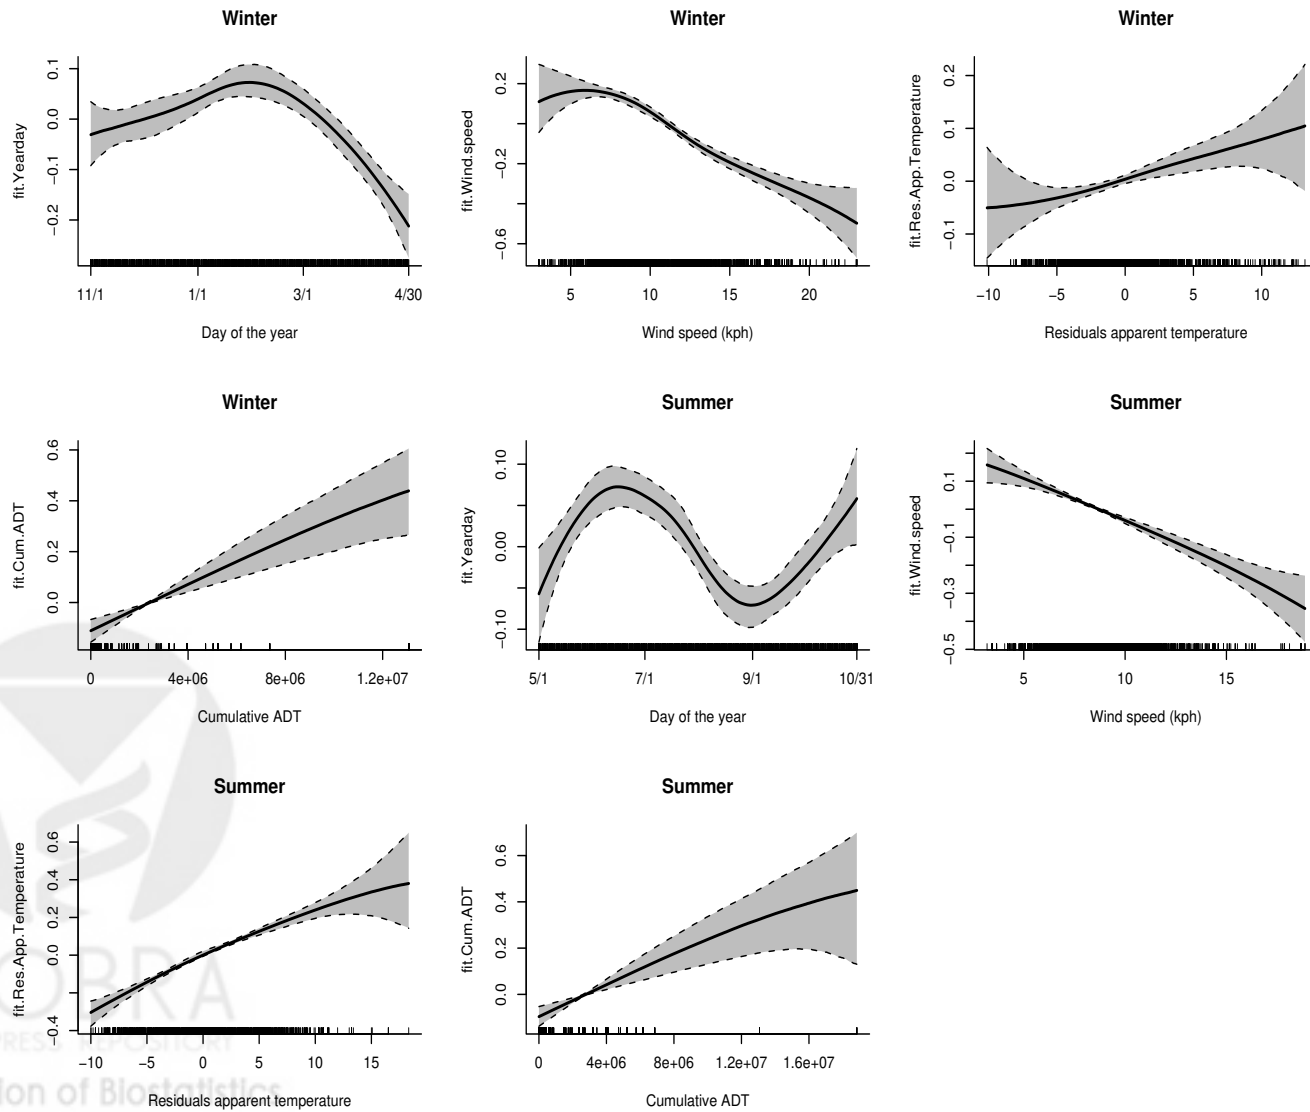 Winter
fit.Yearday
0.1
0.0
−0.1
−0.2
11/1 1/1 3/1 4/30
Day of the year
Winter
fit.Wind.speed
0.2
−0.2
−0.6
5 10 15 20
Wind speed (kph)
Winter
fit.Res.App.Temperature
0.2
0.1
0.0
−0.1
−10 −5 0 5 10
Residuals apparent temperature
Winter
fit.Cum.ADT
0.6
0.4
0.2
0.0
0 4e+06 8e+06 1.2e+07
Cumulative ADT
Summer
fit.Yearday
0.10
0.00
−0.10
5/1 7/1 9/1 10/31
Day of the year
Summer
fit.Wind.speed
0.1
−0.1
−0.3
−0.5
5 10 15
Wind speed (kph)
Summer
fit.Res.App.Temperature
0.6
0.4
0.2
0.0
−0.4
−10 −5 0 5 10 15
Residuals apparent temperature
Summer
fit.Cum.ADT
0.6
0.4
0.2
0.0
0 4e+06 8e+06 1.2e+07 1.6e+07
Cumulative ADT
OBRA
PRESS REPOSITORY
ion of Biostatistics